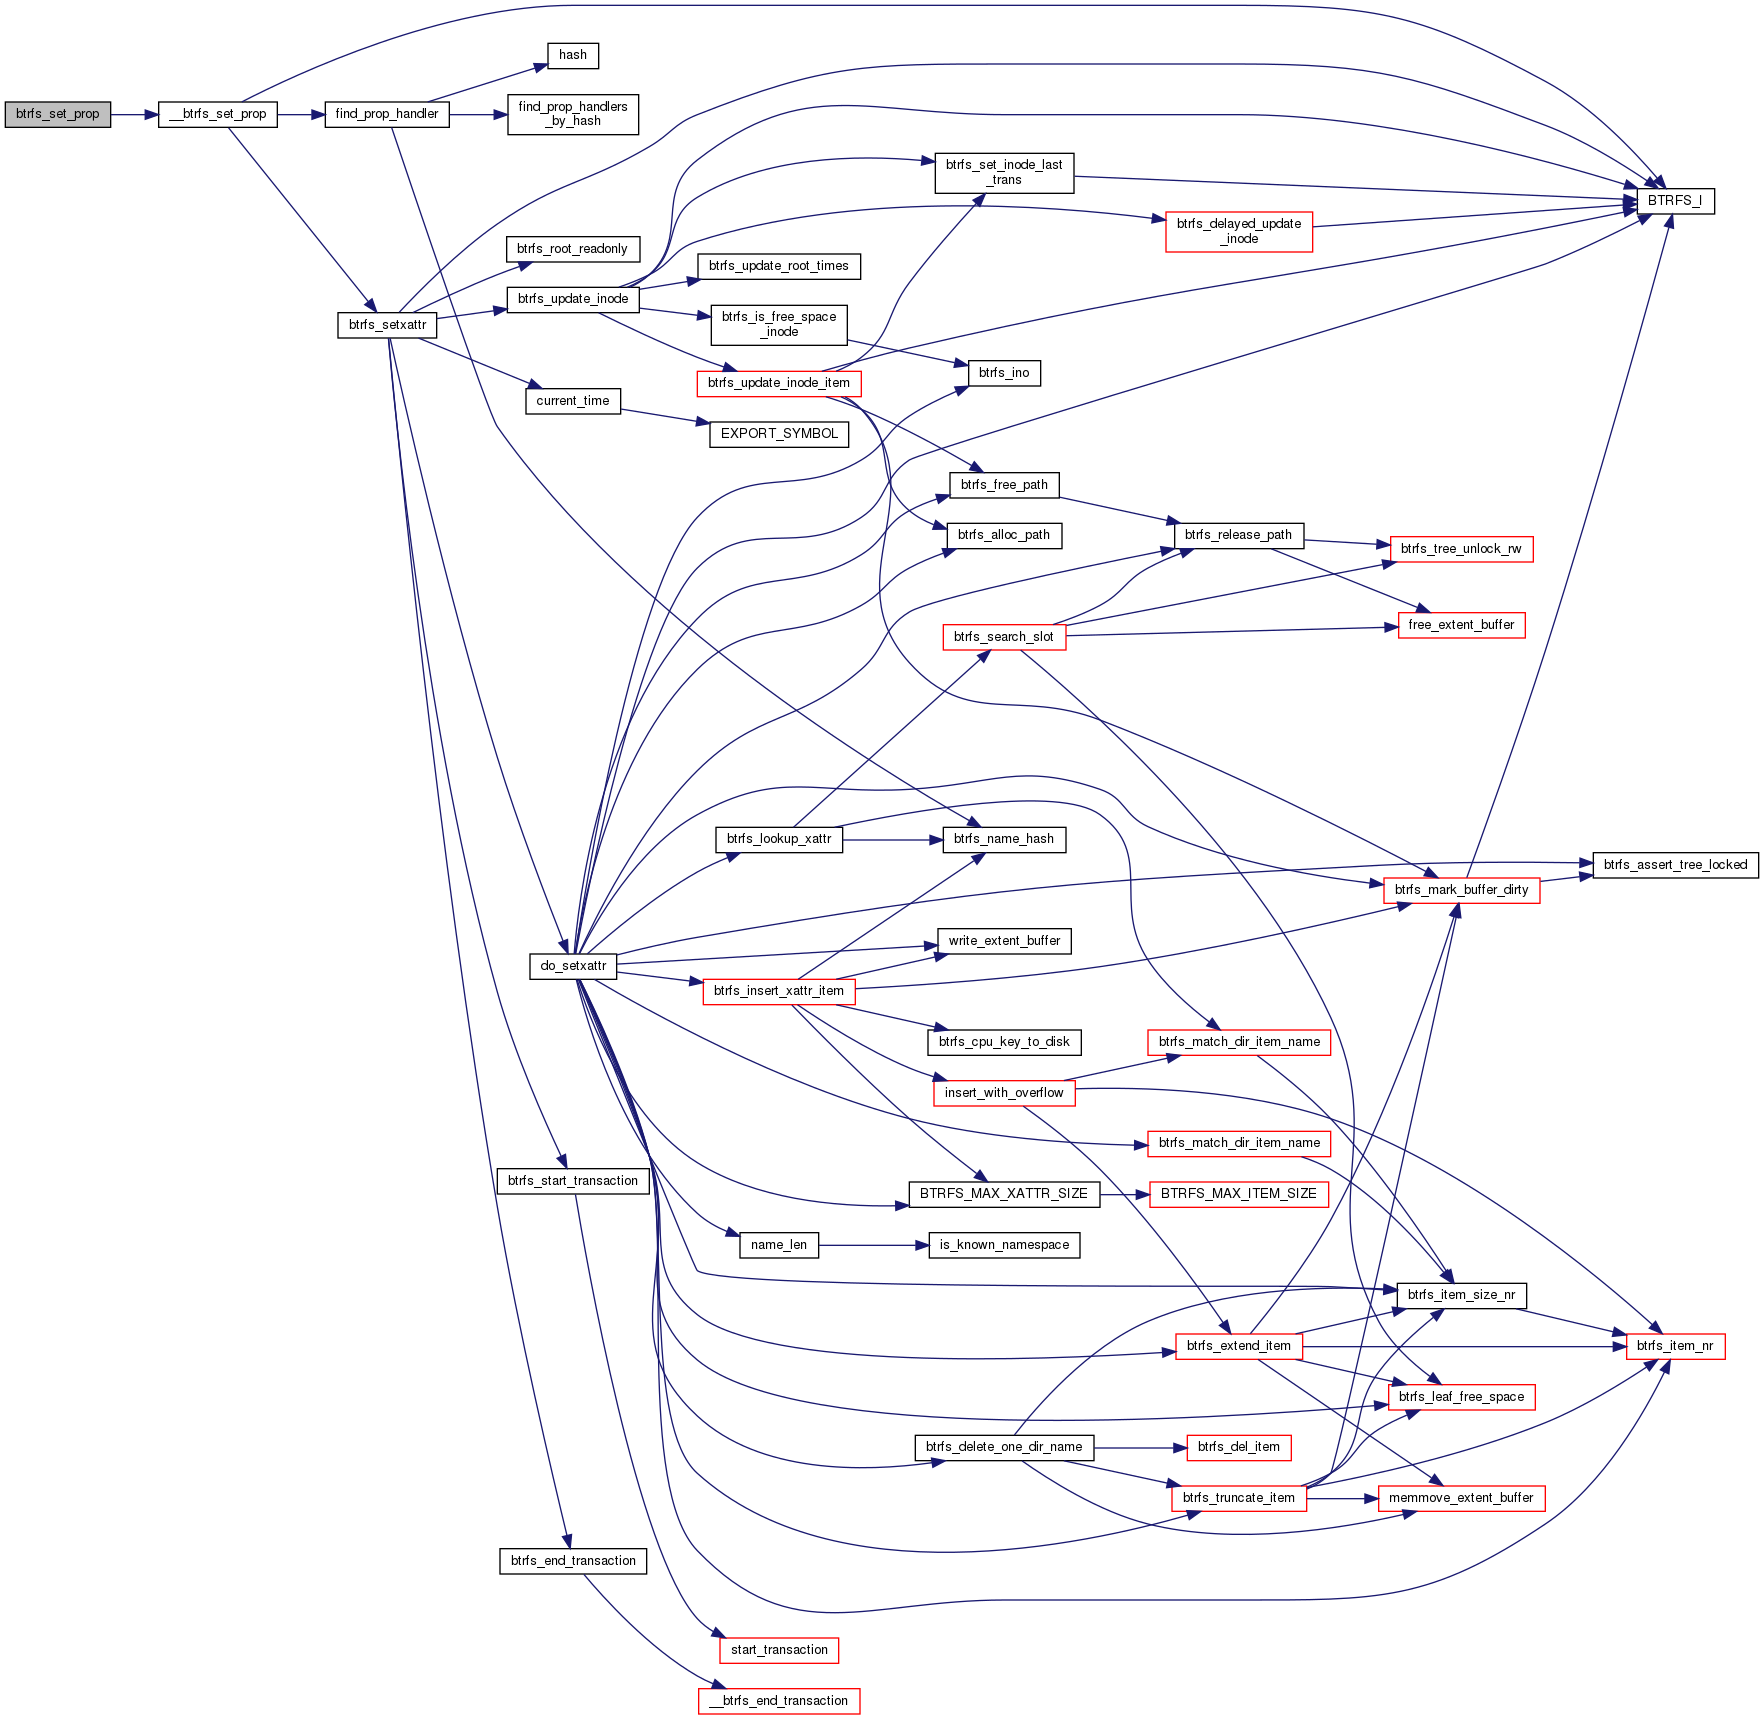 hash
btrfs_set_prop
__btrfs_set_prop
find_prop_handler
find_prop_handlers
_by_hash
btrfs_set_inode_last
_trans
BTRFS_I
btrfs_delayed_update
_inode
btrfs_root_readonly
btrfs_update_root_times
btrfs_update_inode
btrfs_setxattr
btrfs_is_free_space
_inode
btrfs_ino
btrfs_update_inode_item
current_time
EXPORT_SYMBOL
btrfs_free_path
btrfs_alloc_path
btrfs_release_path
btrfs_tree_unlock_rw
free_extent_buffer
btrfs_search_slot
btrfs_lookup_xattr
btrfs_name_hash
btrfs_assert_tree_locked
btrfs_mark_buffer_dirty
write_extent_buffer
do_setxattr
btrfs_insert_xattr_item
btrfs_cpu_key_to_disk
btrfs_match_dir_item_name
insert_with_overflow
btrfs_match_dir_item_name
btrfs_start_transaction
BTRFS_MAX_XATTR_SIZE
BTRFS_MAX_ITEM_SIZE
name_len
is_known_namespace
btrfs_item_size_nr
btrfs_extend_item
btrfs_item_nr
btrfs_leaf_free_space
btrfs_delete_one_dir_name
btrfs_del_item
btrfs_truncate_item
memmove_extent_buffer
btrfs_end_transaction
start_transaction
__btrfs_end_transaction